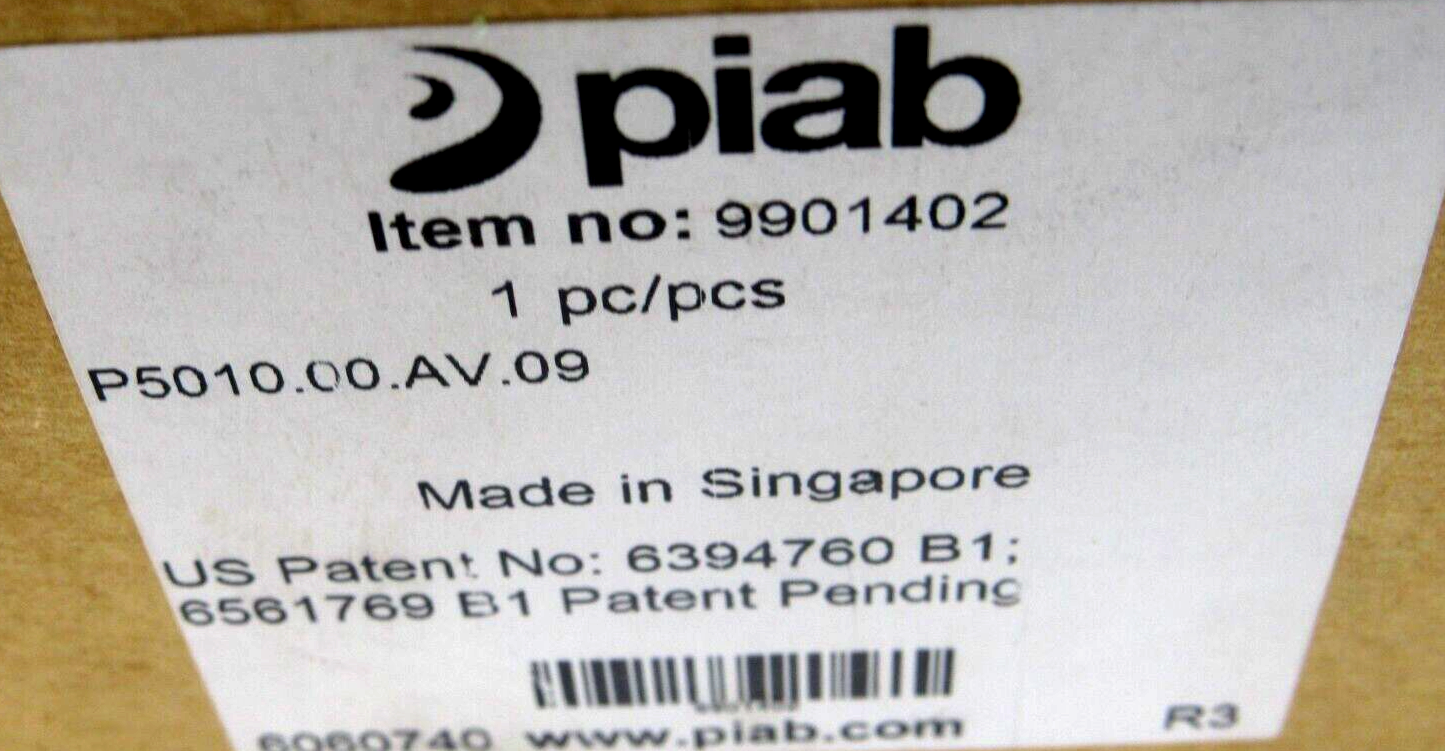 piab
Item no: 9901402
1 pc/pcs
P5010.00.AV.09
Made in Singapore
US Patent No: 6394760 B1;
6561769 B1 Patent Pending
6060740 www.piab.com
R3